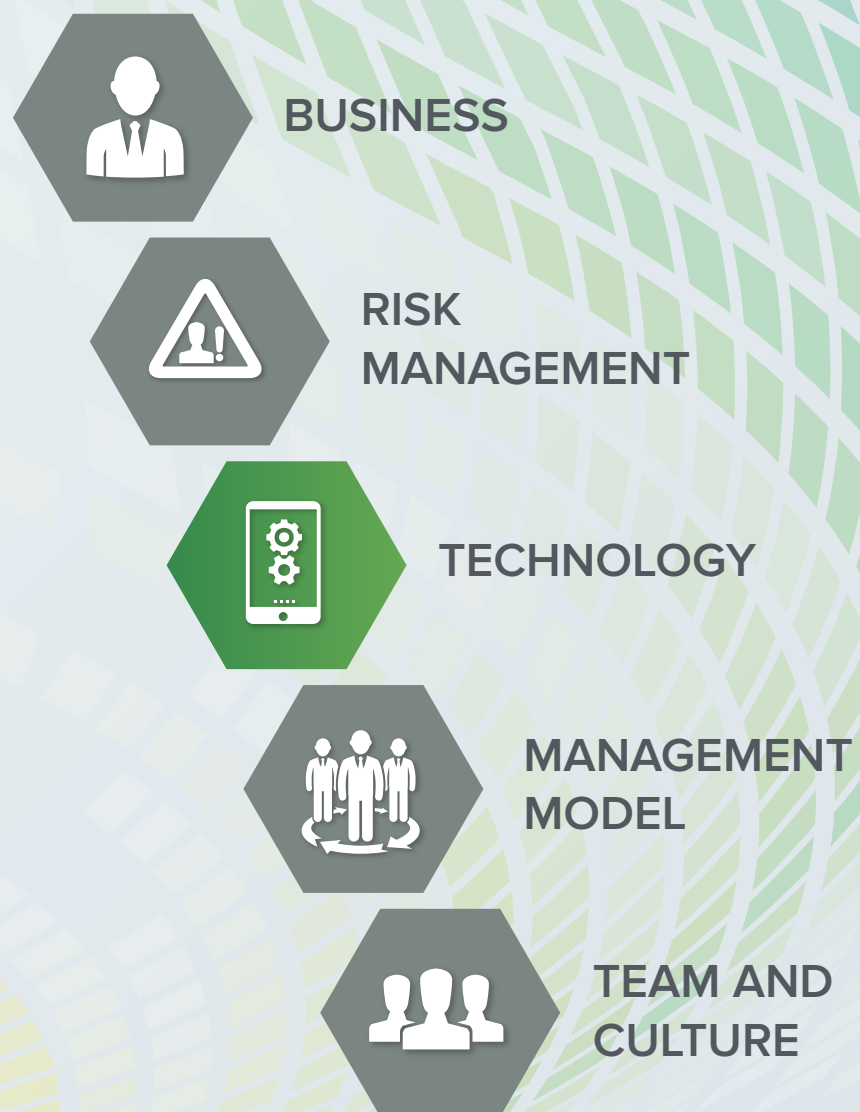 BUSINESS
RISK
MANAGEMENT
TECHNOLOGY
MANAGEMENT
MODEL
TEAM AND
CULTURE